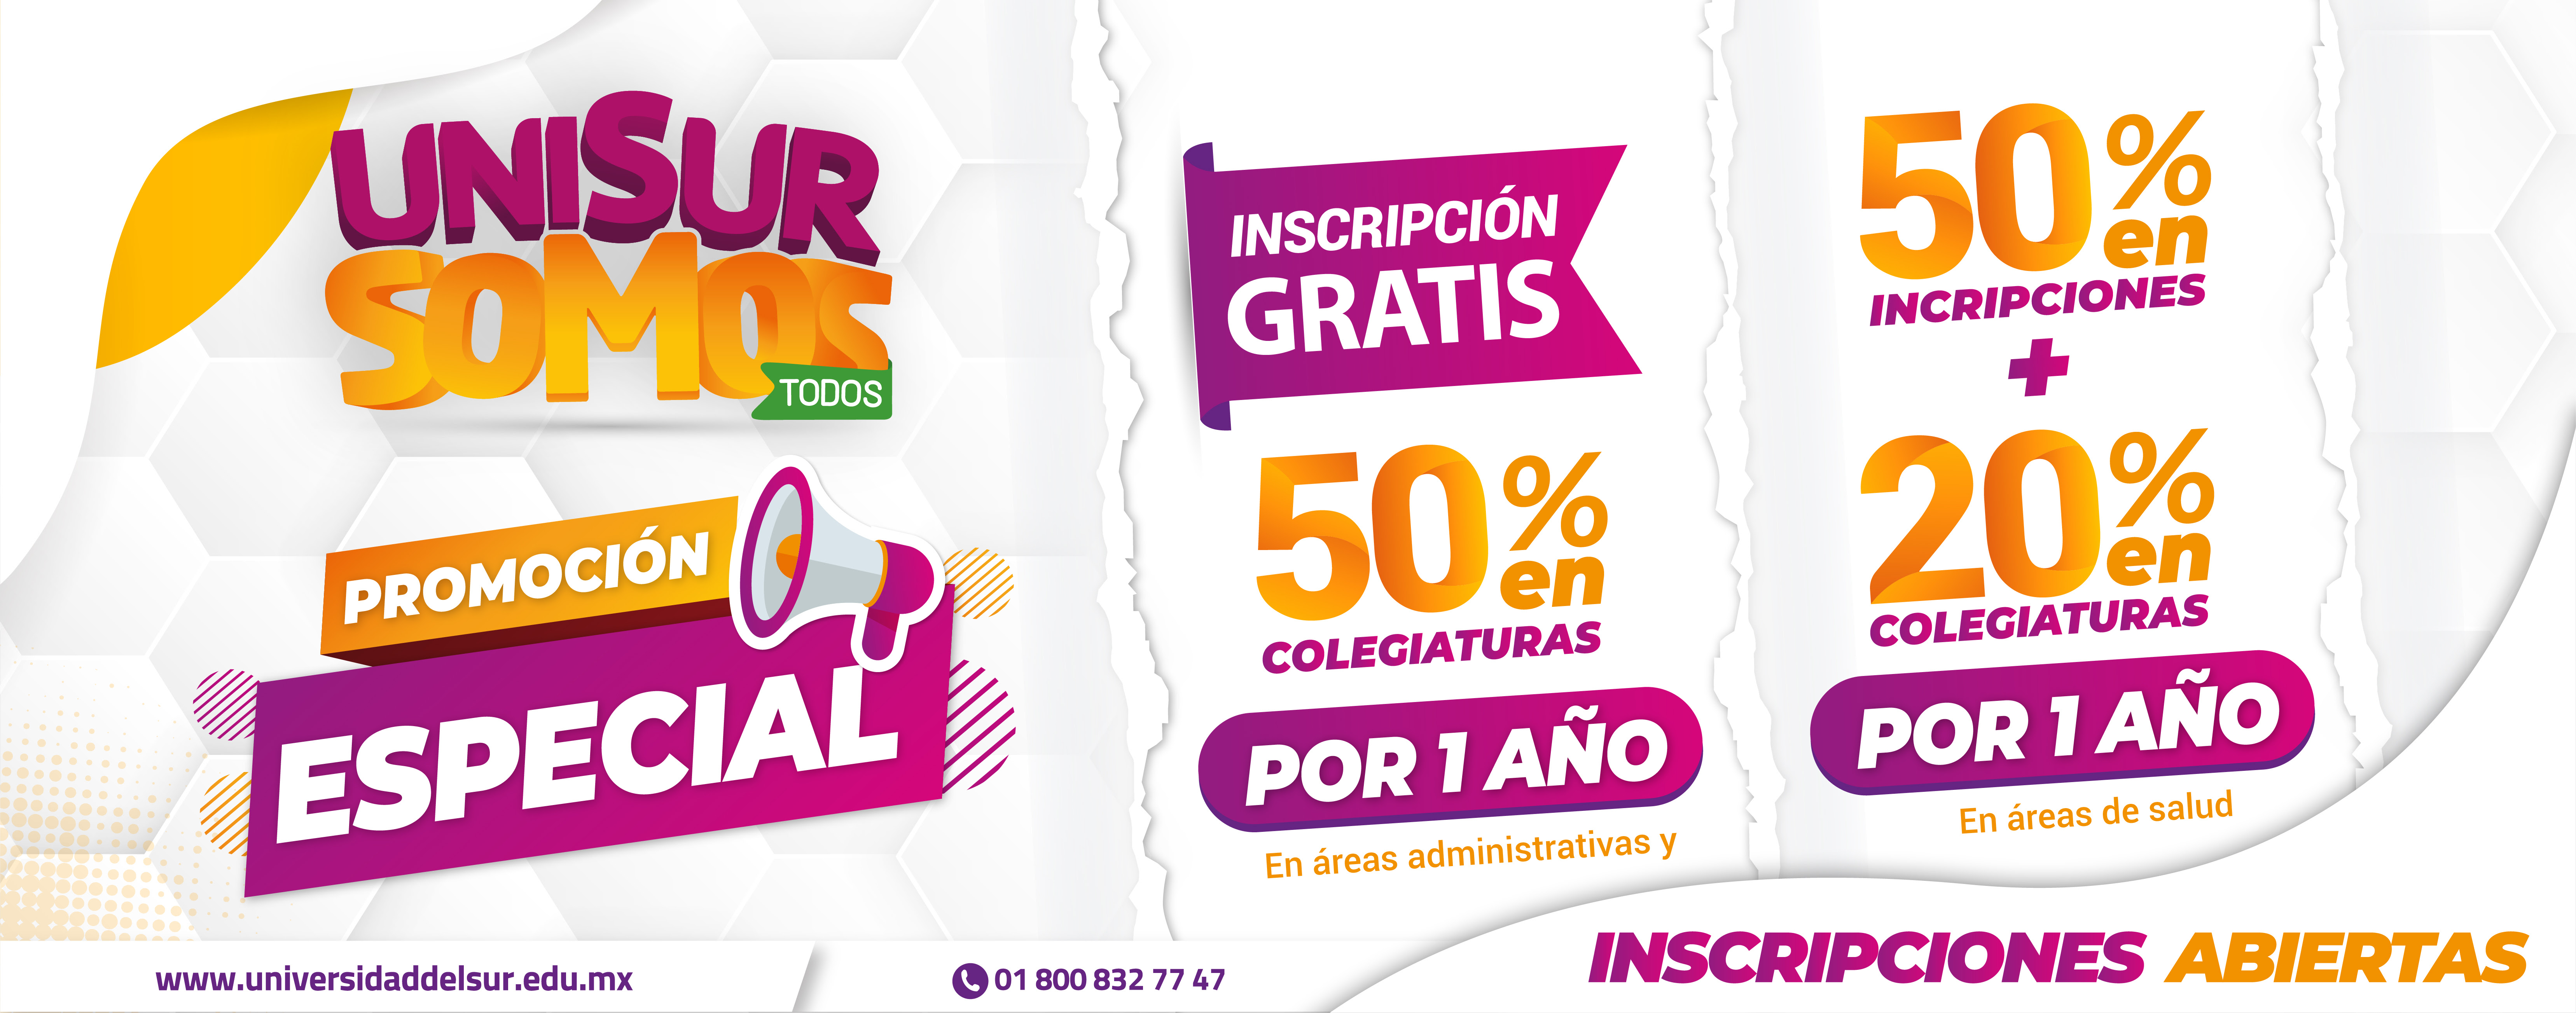 UNISUR
SOMOS
TODOS
PROMOCIÓN
ESPECIAL
INSCRIPCIÓN
GRATIS
50%
en
COLEGIATURAS
POR 1 AÑO
En áreas administrativas y
50%
en
INCRIPCIONES
+
20%
en
COLEGIATURAS
POR 1 AÑO
En áreas de salud
www.universidaddelsur.edu.mx
01 800 832 77 47
INSCRIPCIONES ABIERTAS